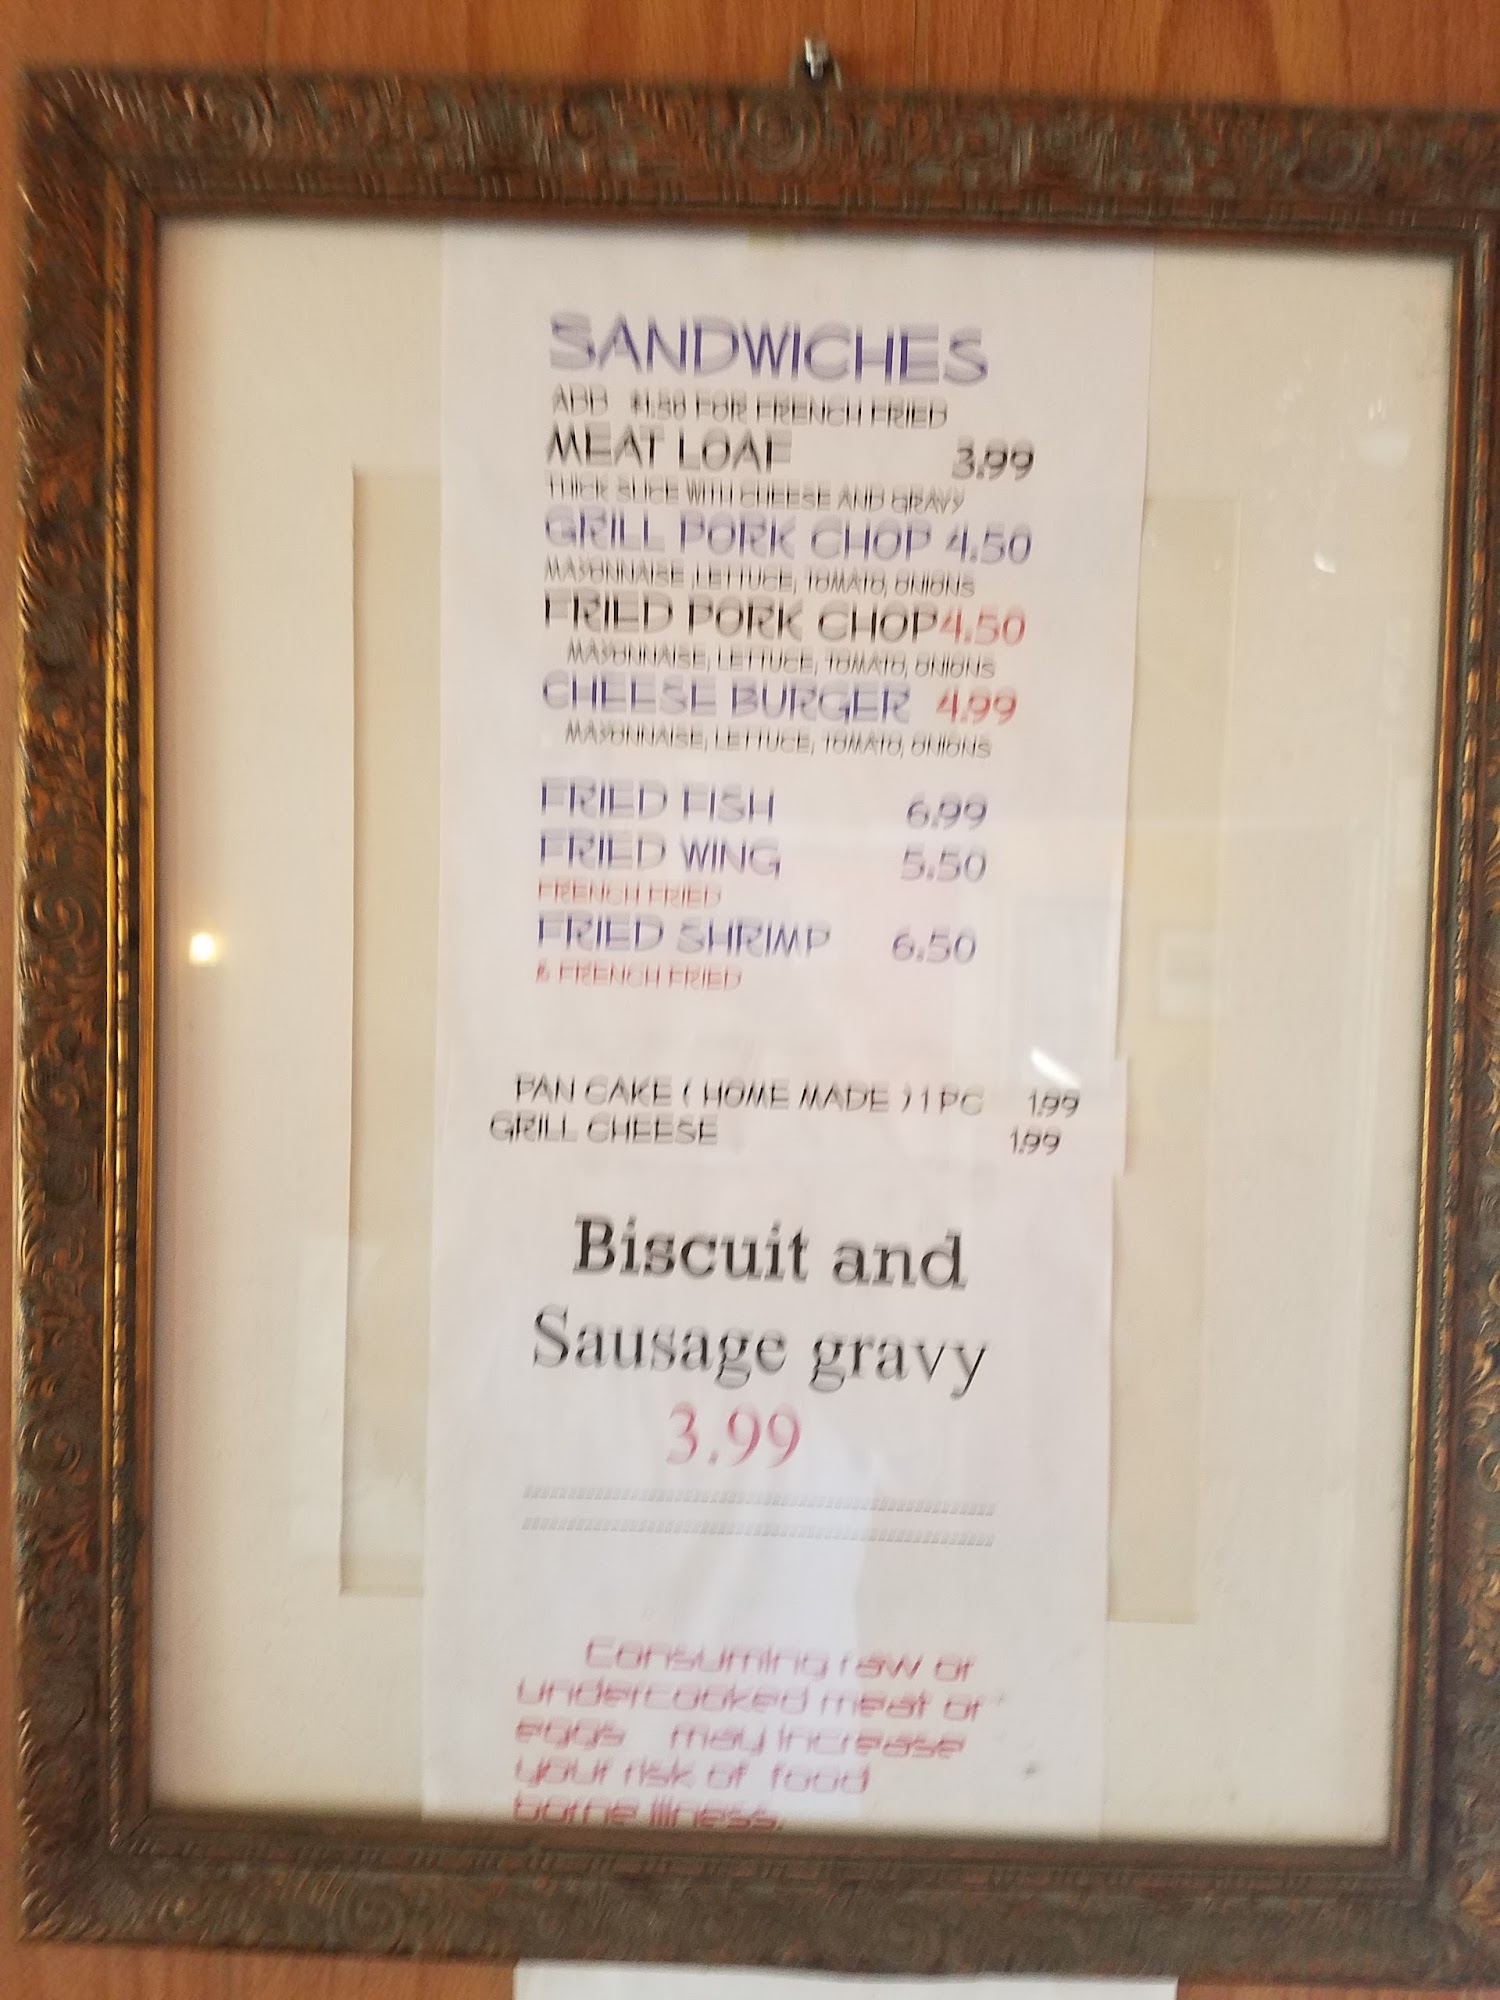 SANDWICHES
ADD $1.50 FOR FRENCH FRIED
MEAT LOAF 3.99
THICK SLICE WITH CHEESE AND GRAVY
GRILL PORK CHOP 4.50
MAYONNAISE ,LETTUCE, TOMATO, ONIONS
FRIED PORK CHOP4.50
MAYONNAISE, LETTUCE, TOMATO, ONIONS
CHEESE BURGER 4.99
MAYONNAISE, LETTUCE, TOMATO, ONIONS
FRIED FISH 6.99
FRIED WING 5.50
FRENCH FRIED
FRIED SHRIMP 6.50
& FRENCH FRIED
PAN CAKE ( HOME MADE ) 1 PC 1.99
GRILL CHEESE 1.99
Biscuit and
Sausage gravy
3.99
Consuming raw or
undercooked meat or
eggs may increase
your risk of food
borne illness.